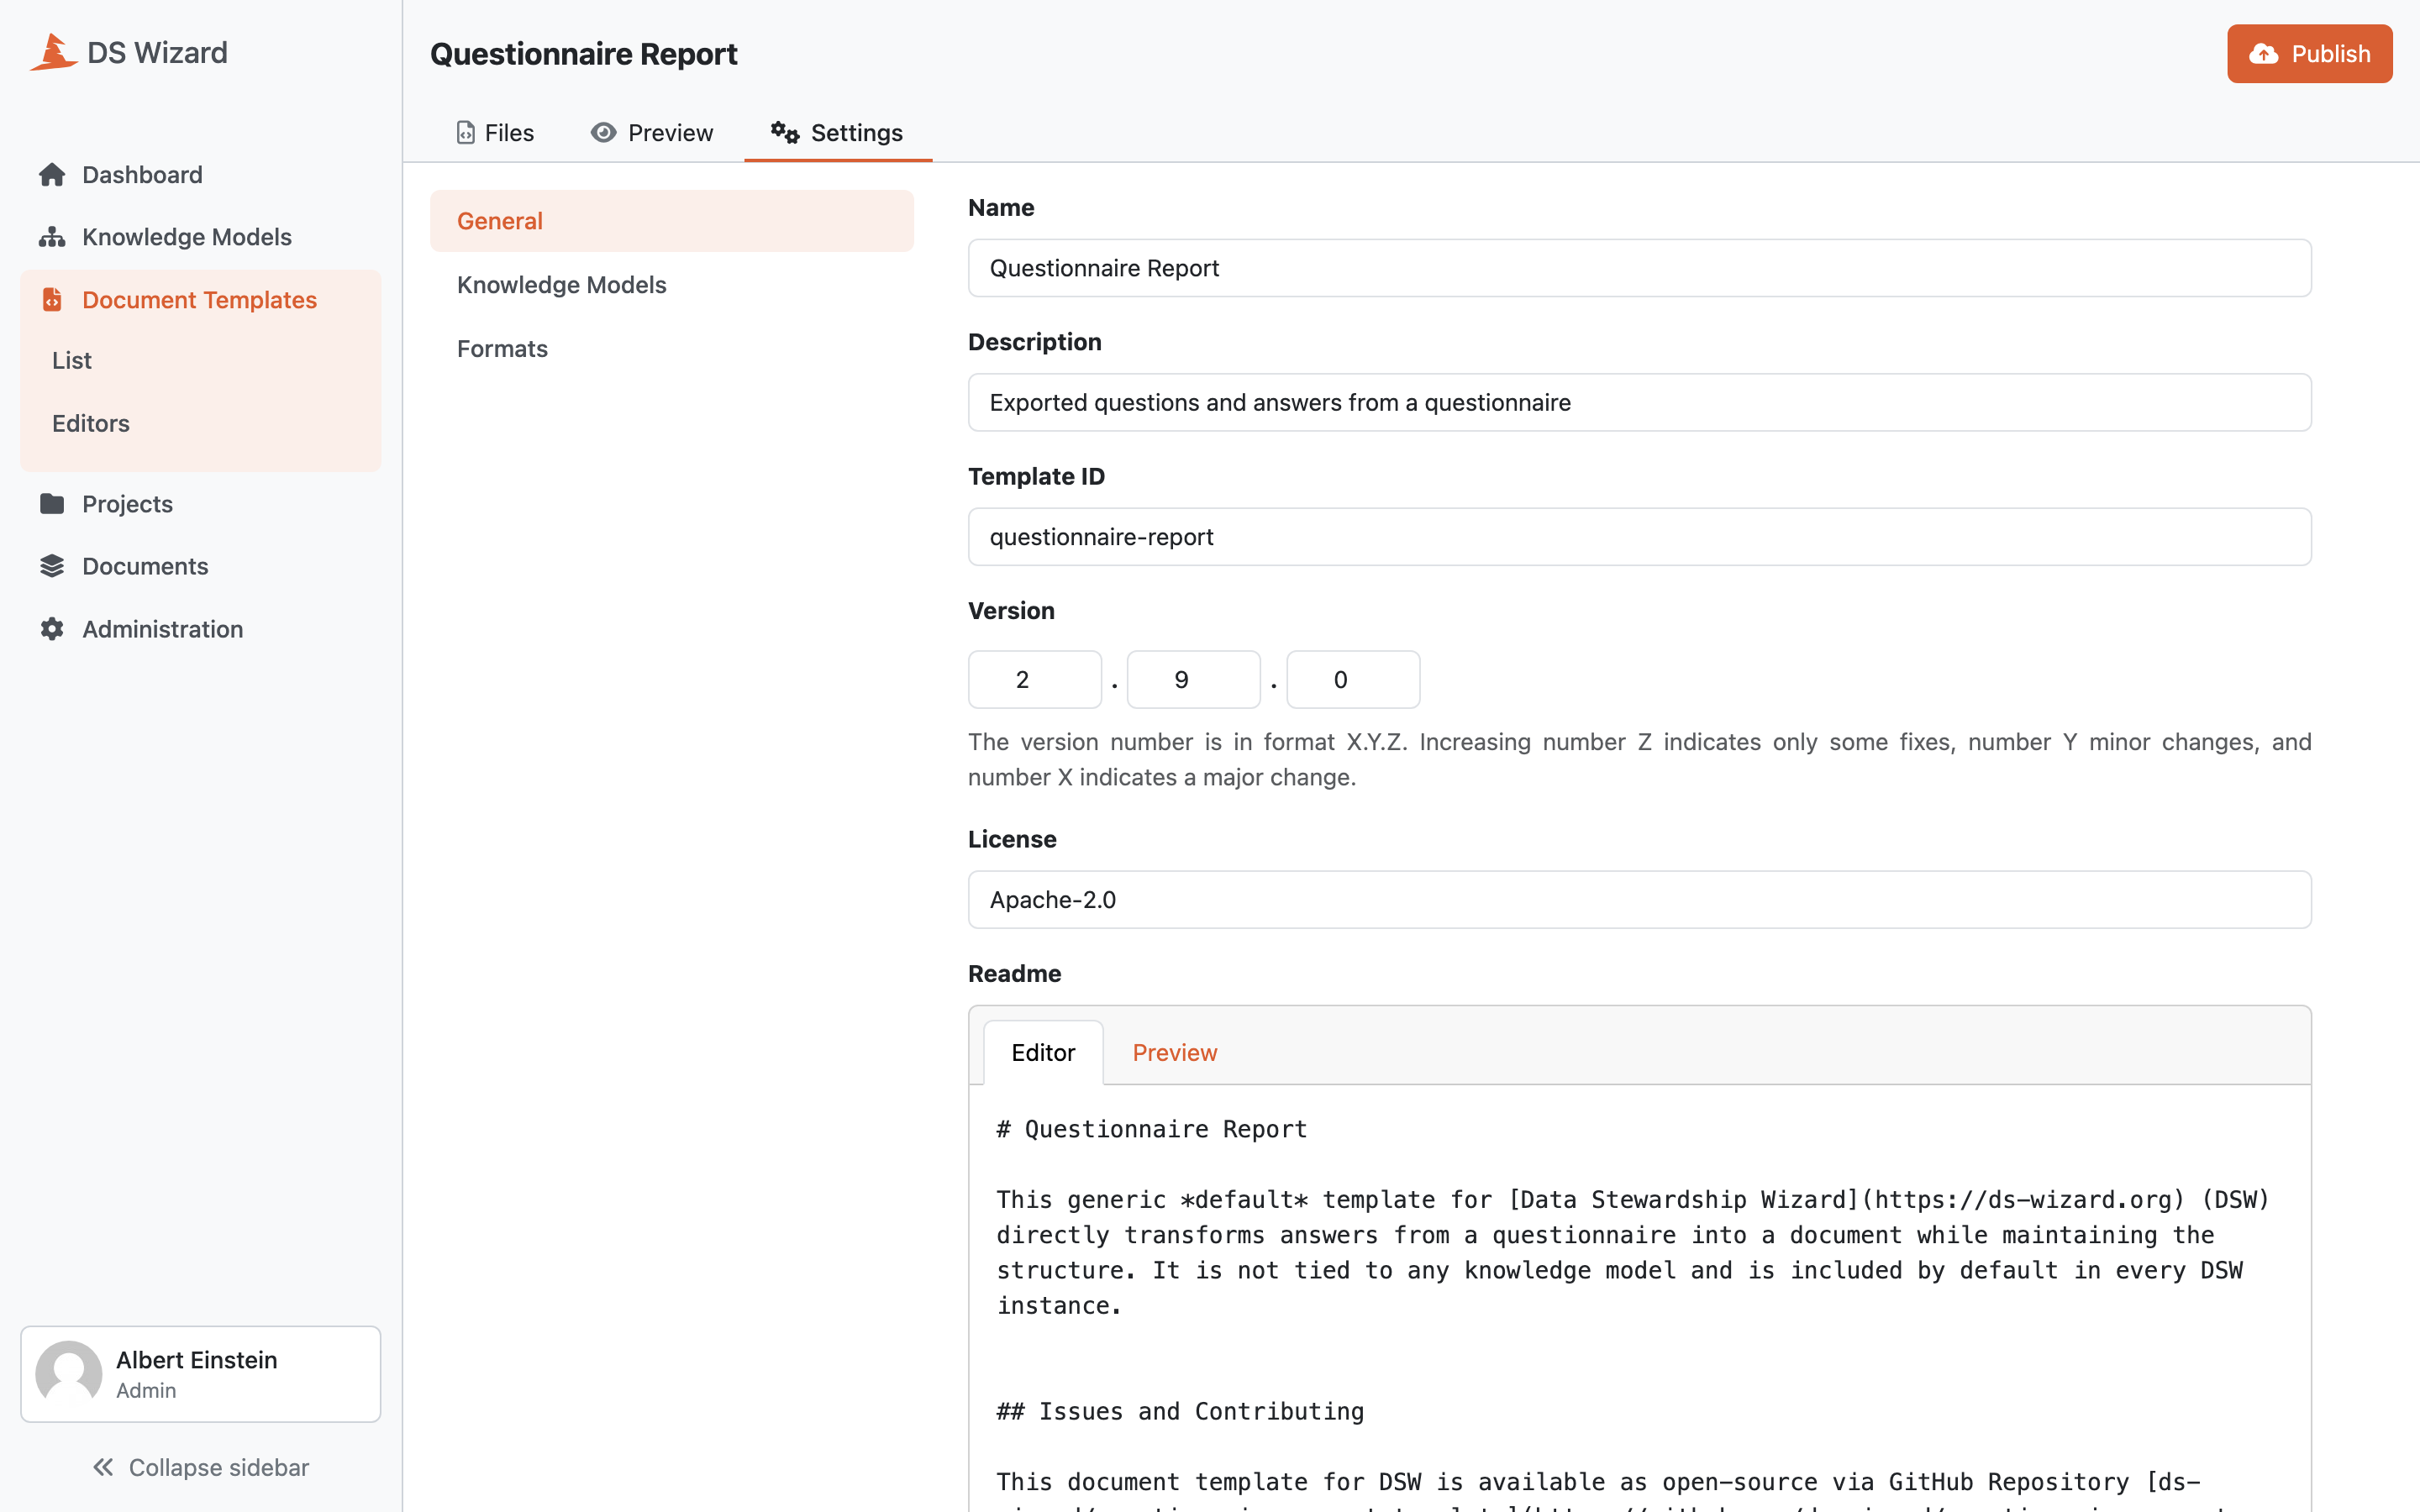 DS Wizard
Dashboard
Knowledge Models
Document Templates
List
Editors
Projects
Documents
Administration
Albert Einstein
Admin
Collapse sidebar
Questionnaire Report
Publish
Files
Preview
Settings
General
Knowledge Models
Formats
Name
Questionnaire Report
Description
Exported questions and answers from a questionnaire
Template ID
questionnaire-report
Version
2 . 9 . 0
The version number is in format X.Y.Z. Increasing number Z indicates only some fixes, number Y minor changes, and
number X indicates a major change.
License
Apache-2.0
Readme
Editor
Preview
# Questionnaire Report
This generic *default* template for [Data Stewardship Wizard](https://ds-wizard.org) (DSW)
directly transforms answers from a questionnaire into a document while maintaining the
structure. It is not tied to any knowledge model and is included by default in every DSW
instance.
## Issues and Contributing
This document template for DSW is available as open-source via GitHub Repository [ds-